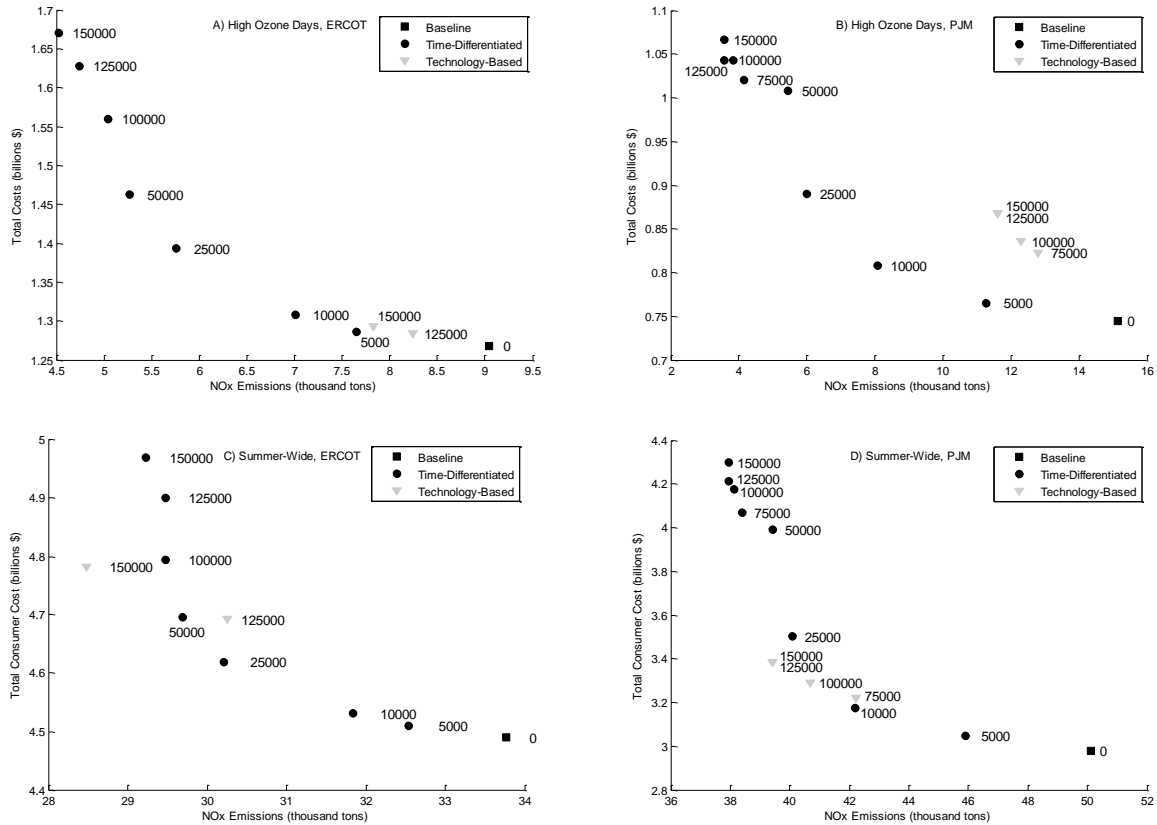 A) High Ozone Days, ERCOT
Baseline
Time-Differentiated
Technology-Based
1.7
1.65
1.6
1.55
1.5
1.45
1.4
1.35
1.3
1.25
Total Costs (billions $)
150000
125000
100000
50000
25000
10000
5000
150000
125000
0
4.5 5 5.5 6 6.5 7 7.5 8 8.5 9 9.5
NOx Emissions (thousand tons)
B) High Ozone Days, PJM
Baseline
Time-Differentiated
Technology-Based
1.1
1.05
1
0.95
0.9
0.85
0.8
0.75
0.7
Total Costs (billions $)
150000
125000
100000
75000
50000
25000
10000
5000
150000
125000
100000
75000
0
2 4 6 8 10 12 14 16
NOx Emissions (thousand tons)
C) Summer-Wide, ERCOT
Baseline
Time-Differentiated
Technology-Based
5
4.9
4.8
4.7
4.6
4.5
4.4
Total Consumer Cost (billions $)
150000
125000
100000
150000
50000
125000
25000
10000
5000
0
28 29 30 31 32 33 34
NOx Emissions (thousand tons)
D) Summer-Wide, PJM
Baseline
Time-Differentiated
Technology-Based
4.4
4.2
4
3.8
3.6
3.4
3.2
3
2.8
Total Consumer Cost (billions $)
150000
125000
100000
75000
50000
25000
150000
125000
100000
75000
10000
5000
0
36 38 40 42 44 46 48 50 52
NOx Emissions (thousand tons)